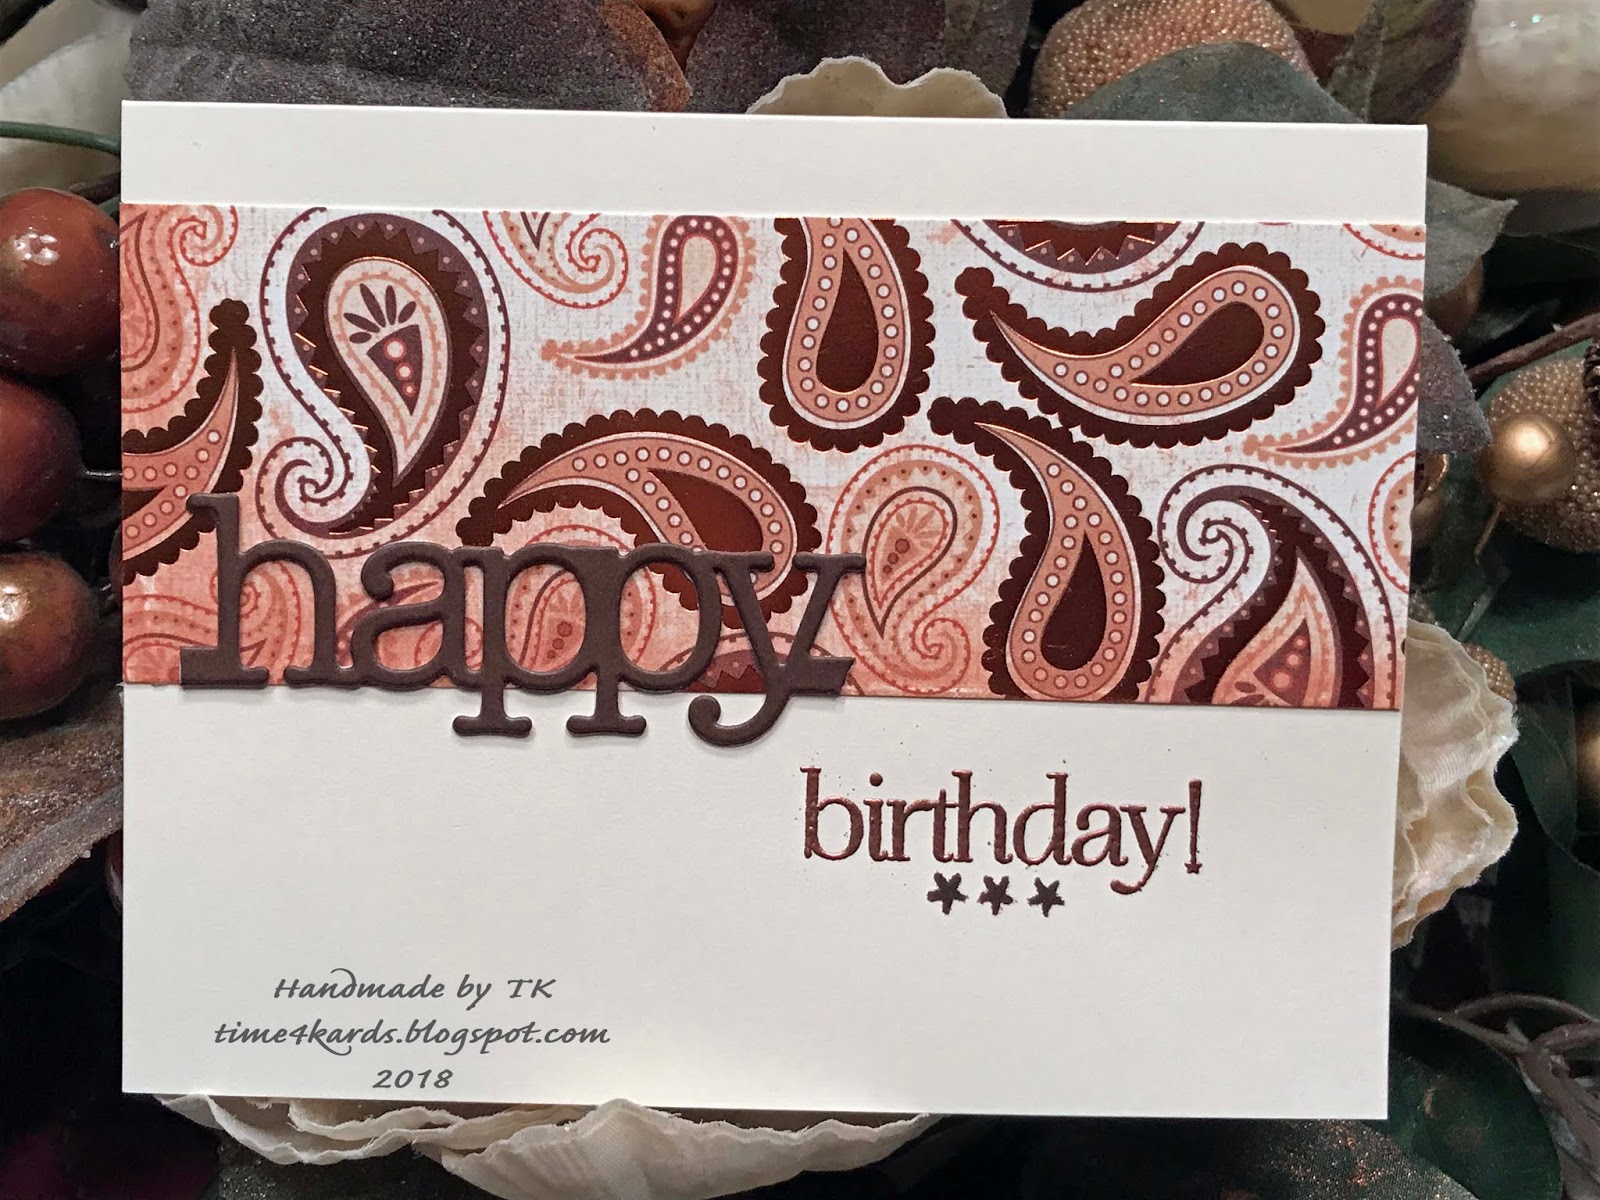 happy
birthday!
Handmade by TK
time4kards.blogspot.com
2018